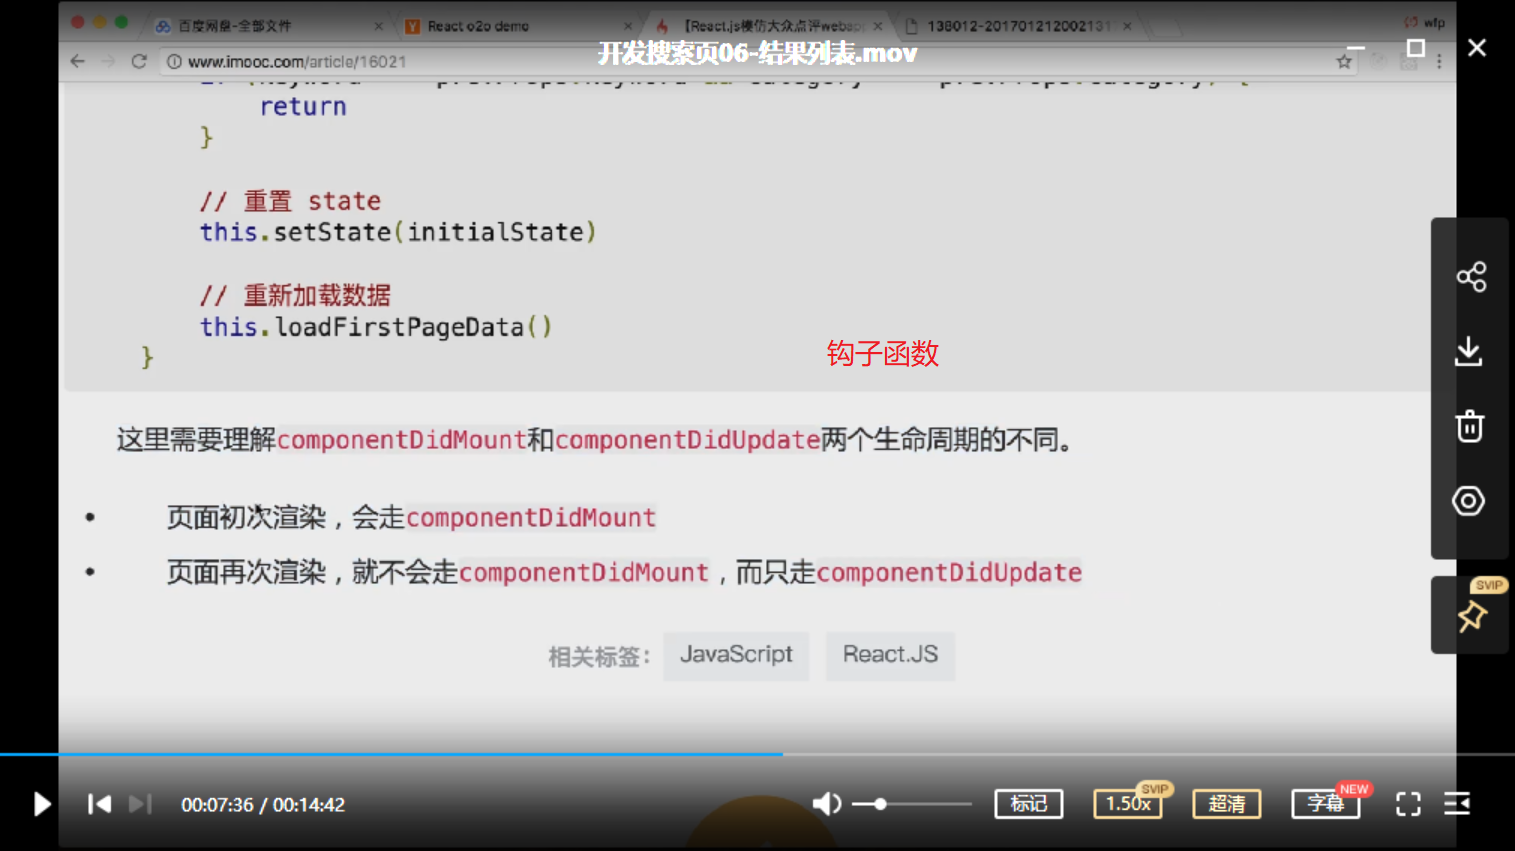 百度网盘-全部文件
React o2o demo
【React.js模仿大众点评webapp
138012-201701212002131
wfp
www.imooc.com/article/16021
开发搜索页06-结果列表.mov
return
}
// 重置 state
this.setState(initialState)
// 重新加载数据
this.loadFirstPageData()
}
钩子函数
这里需要理解componentDidMount和componentDidUpdate两个生命周期的不同。
• 页面初次渲染，会走componentDidMount
• 页面再次渲染，就不会走componentDidMount，而只走componentDidUpdate
相关标签： JavaScript React.JS
SVIP
00:07:36 / 00:14:42
标记
1.50x
SVIP
超清
字幕
NEW